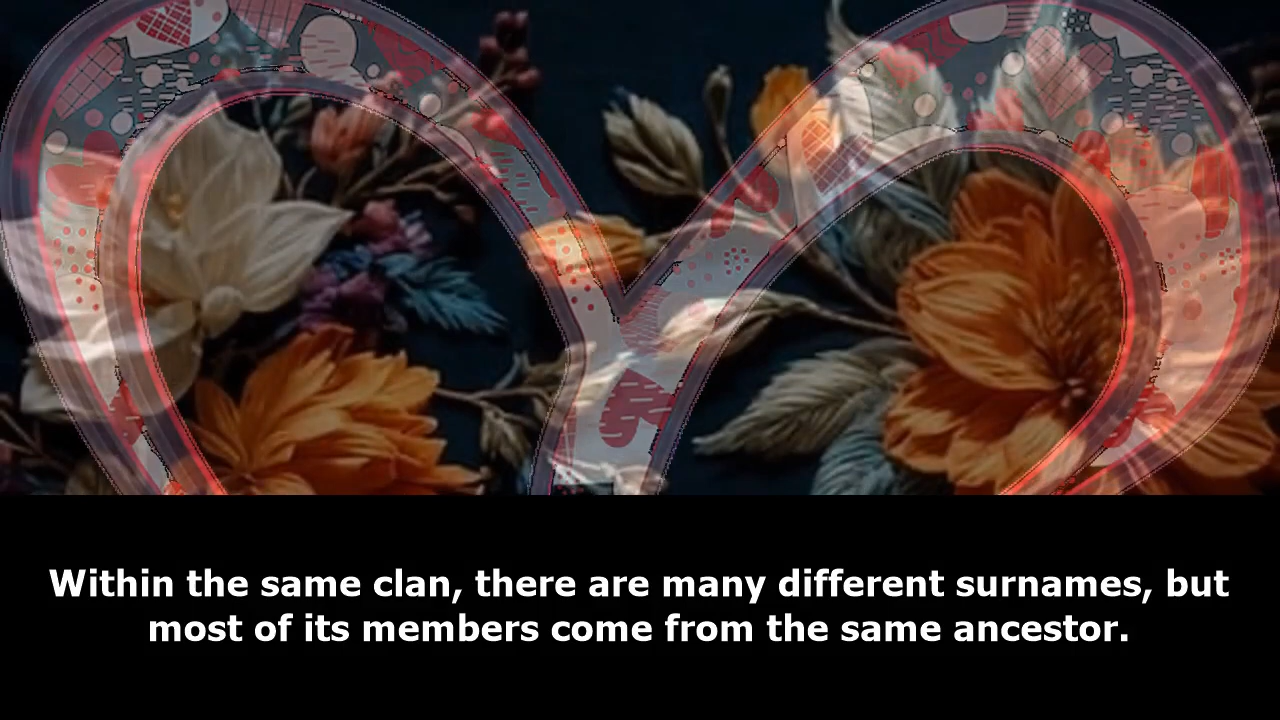 Within the same clan, there are many different surnames, but
most of its members come from the same ancestor.